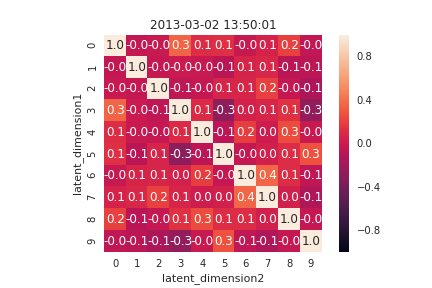 2013-03-02 13:50:01
0 1.0 -0.0 -0.0 0.3 0.1 0.1 -0.0 0.1 0.2 -0.0
1 -0.0 1.0 -0.0 -0.0 -0.0 -0.1 0.1 0.1 -0.1 -0.1
2 -0.0 -0.0 1.0 -0.1 -0.0 0.1 0.1 0.2 -0.0 -0.1
3 0.3 -0.0 -0.1 1.0 0.1 -0.3 0.0 0.1 0.1 -0.3
4 0.1 -0.0 -0.0 0.1 1.0 -0.1 0.2 0.0 0.3 -0.0
5 0.1 -0.1 0.1 -0.3 -0.1 1.0 -0.0 -0.0 0.1 0.3
6 -0.0 0.1 0.1 0.0 0.2 -0.0 1.0 0.4 0.1 -0.1
7 0.1 0.1 0.2 0.1 0.0 -0.0 0.4 1.0 0.0 -0.1
8 0.2 -0.1 -0.0 0.1 0.3 0.1 0.1 0.0 1.0 -0.0
9 -0.0 -0.1 -0.1 -0.3 -0.0 0.3 -0.1 -0.1 -0.0 1.0
0 1 2 3 4 5 6 7 8 9
latent_dimension2
latent_dimension1
0.8
0.4
0.0
-0.4
-0.8